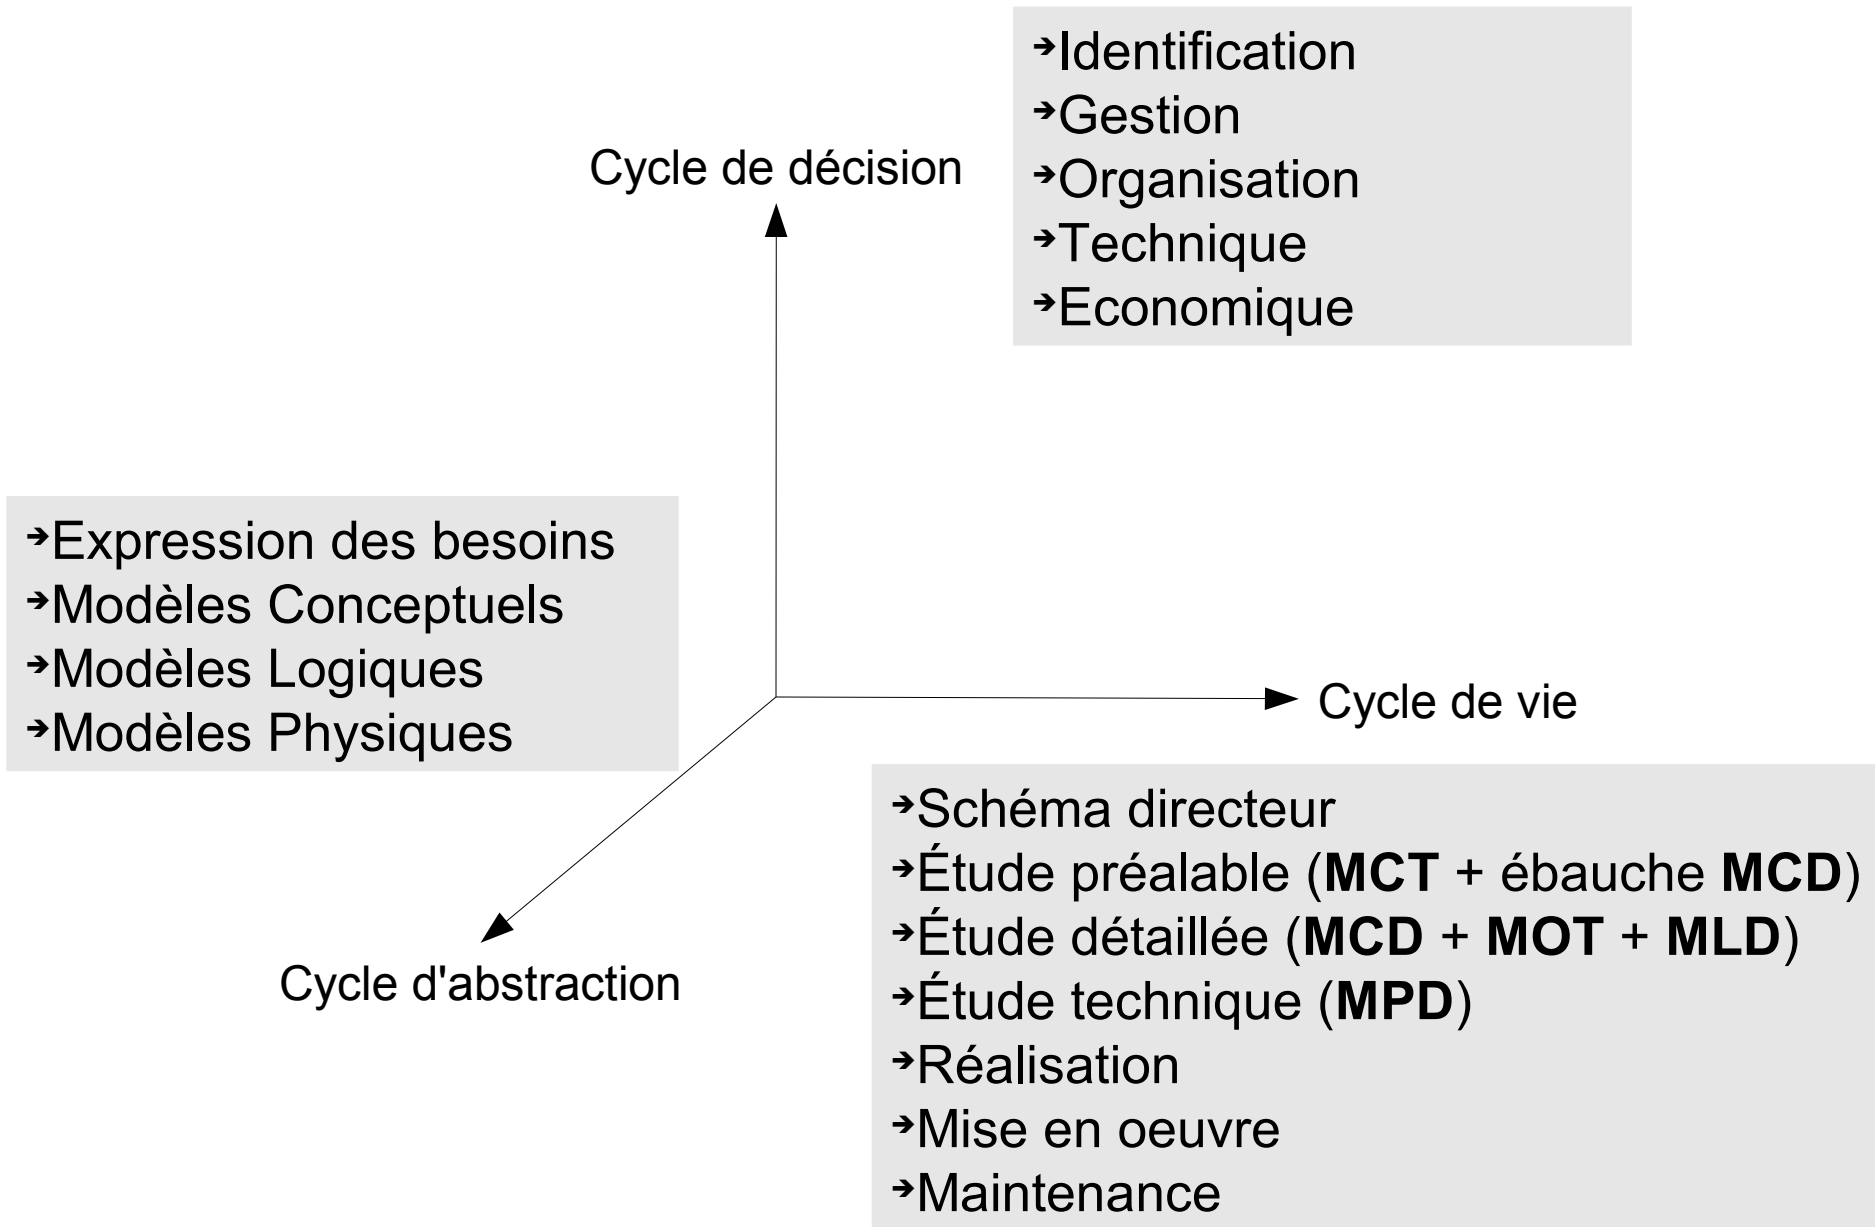 ➔Identification
➔Gestion
➔Organisation
➔Technique
➔Economique
Cycle de décision
➔Expression des besoins
➔Modèles Conceptuels
➔Modèles Logiques
➔Modèles Physiques
Cycle de vie
➔Schéma directeur
➔Étude préalable (MCT + ébauche MCD)
➔Étude détaillée (MCD + MOT + MLD)
➔Étude technique (MPD)
➔Réalisation
➔Mise en oeuvre
➔Maintenance
Cycle d'abstraction